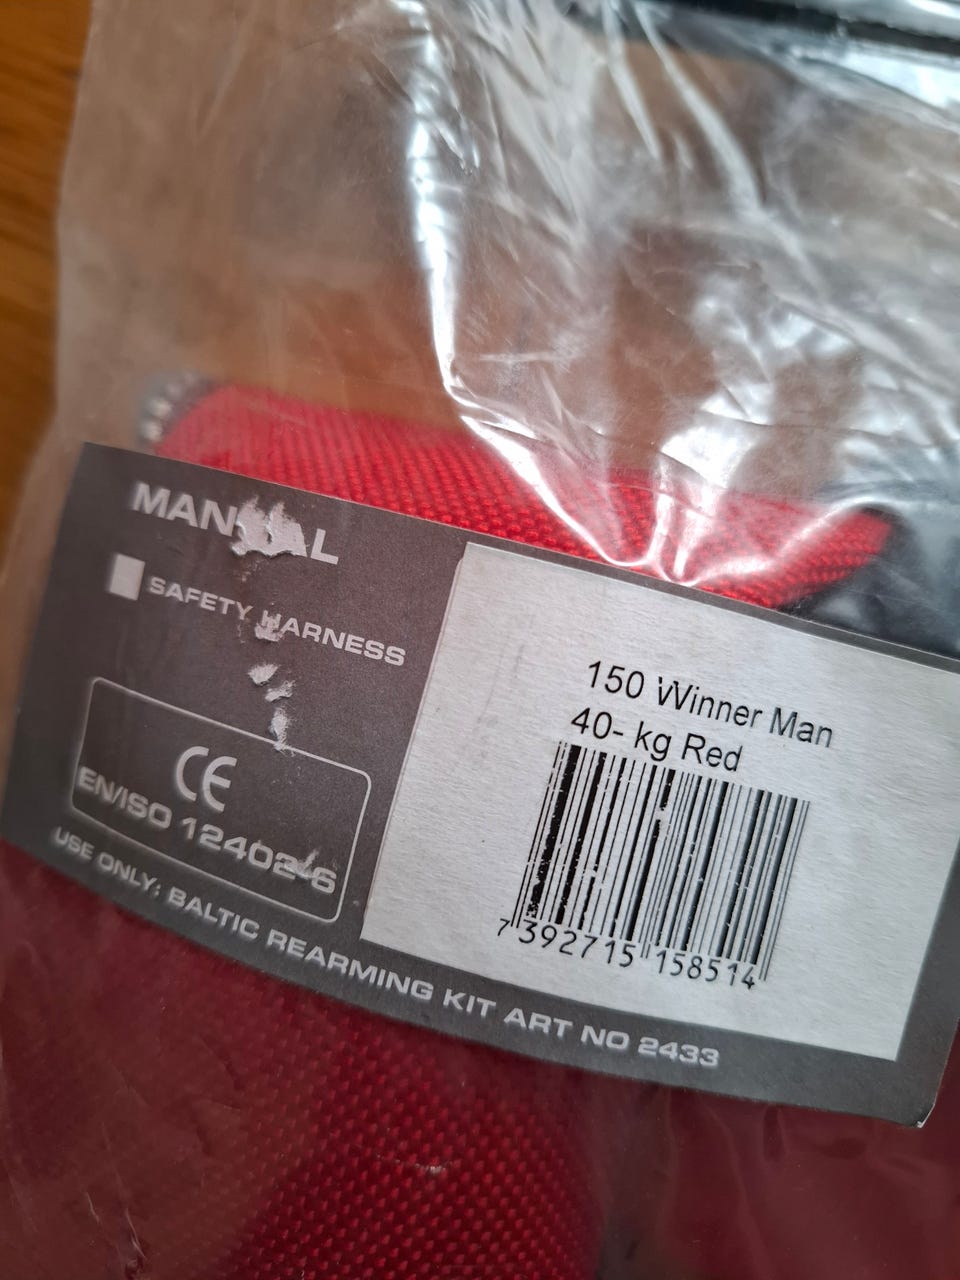 MANUAL
SAFETY HARNESS
CE
EN/ISO 12402-6
USE ONLY: BALTIC REARMING KIT ART NO 2433
150 Winner Man
40- kg Red
7 392715 158514